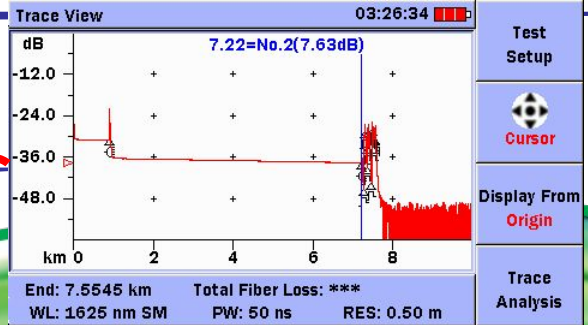 Trace View 03:26:34
dB 7.22=No.2(7.63dB)
-12.0
-24.0
-36.0
-48.0
km 0 2 4 6 8
End: 7.5545 km Total Fiber Loss: ***
WL: 1625 nm SM PW: 50 ns RES: 0.50 m
Test
Setup
Cursor
Display From
Origin
Trace
Analysis